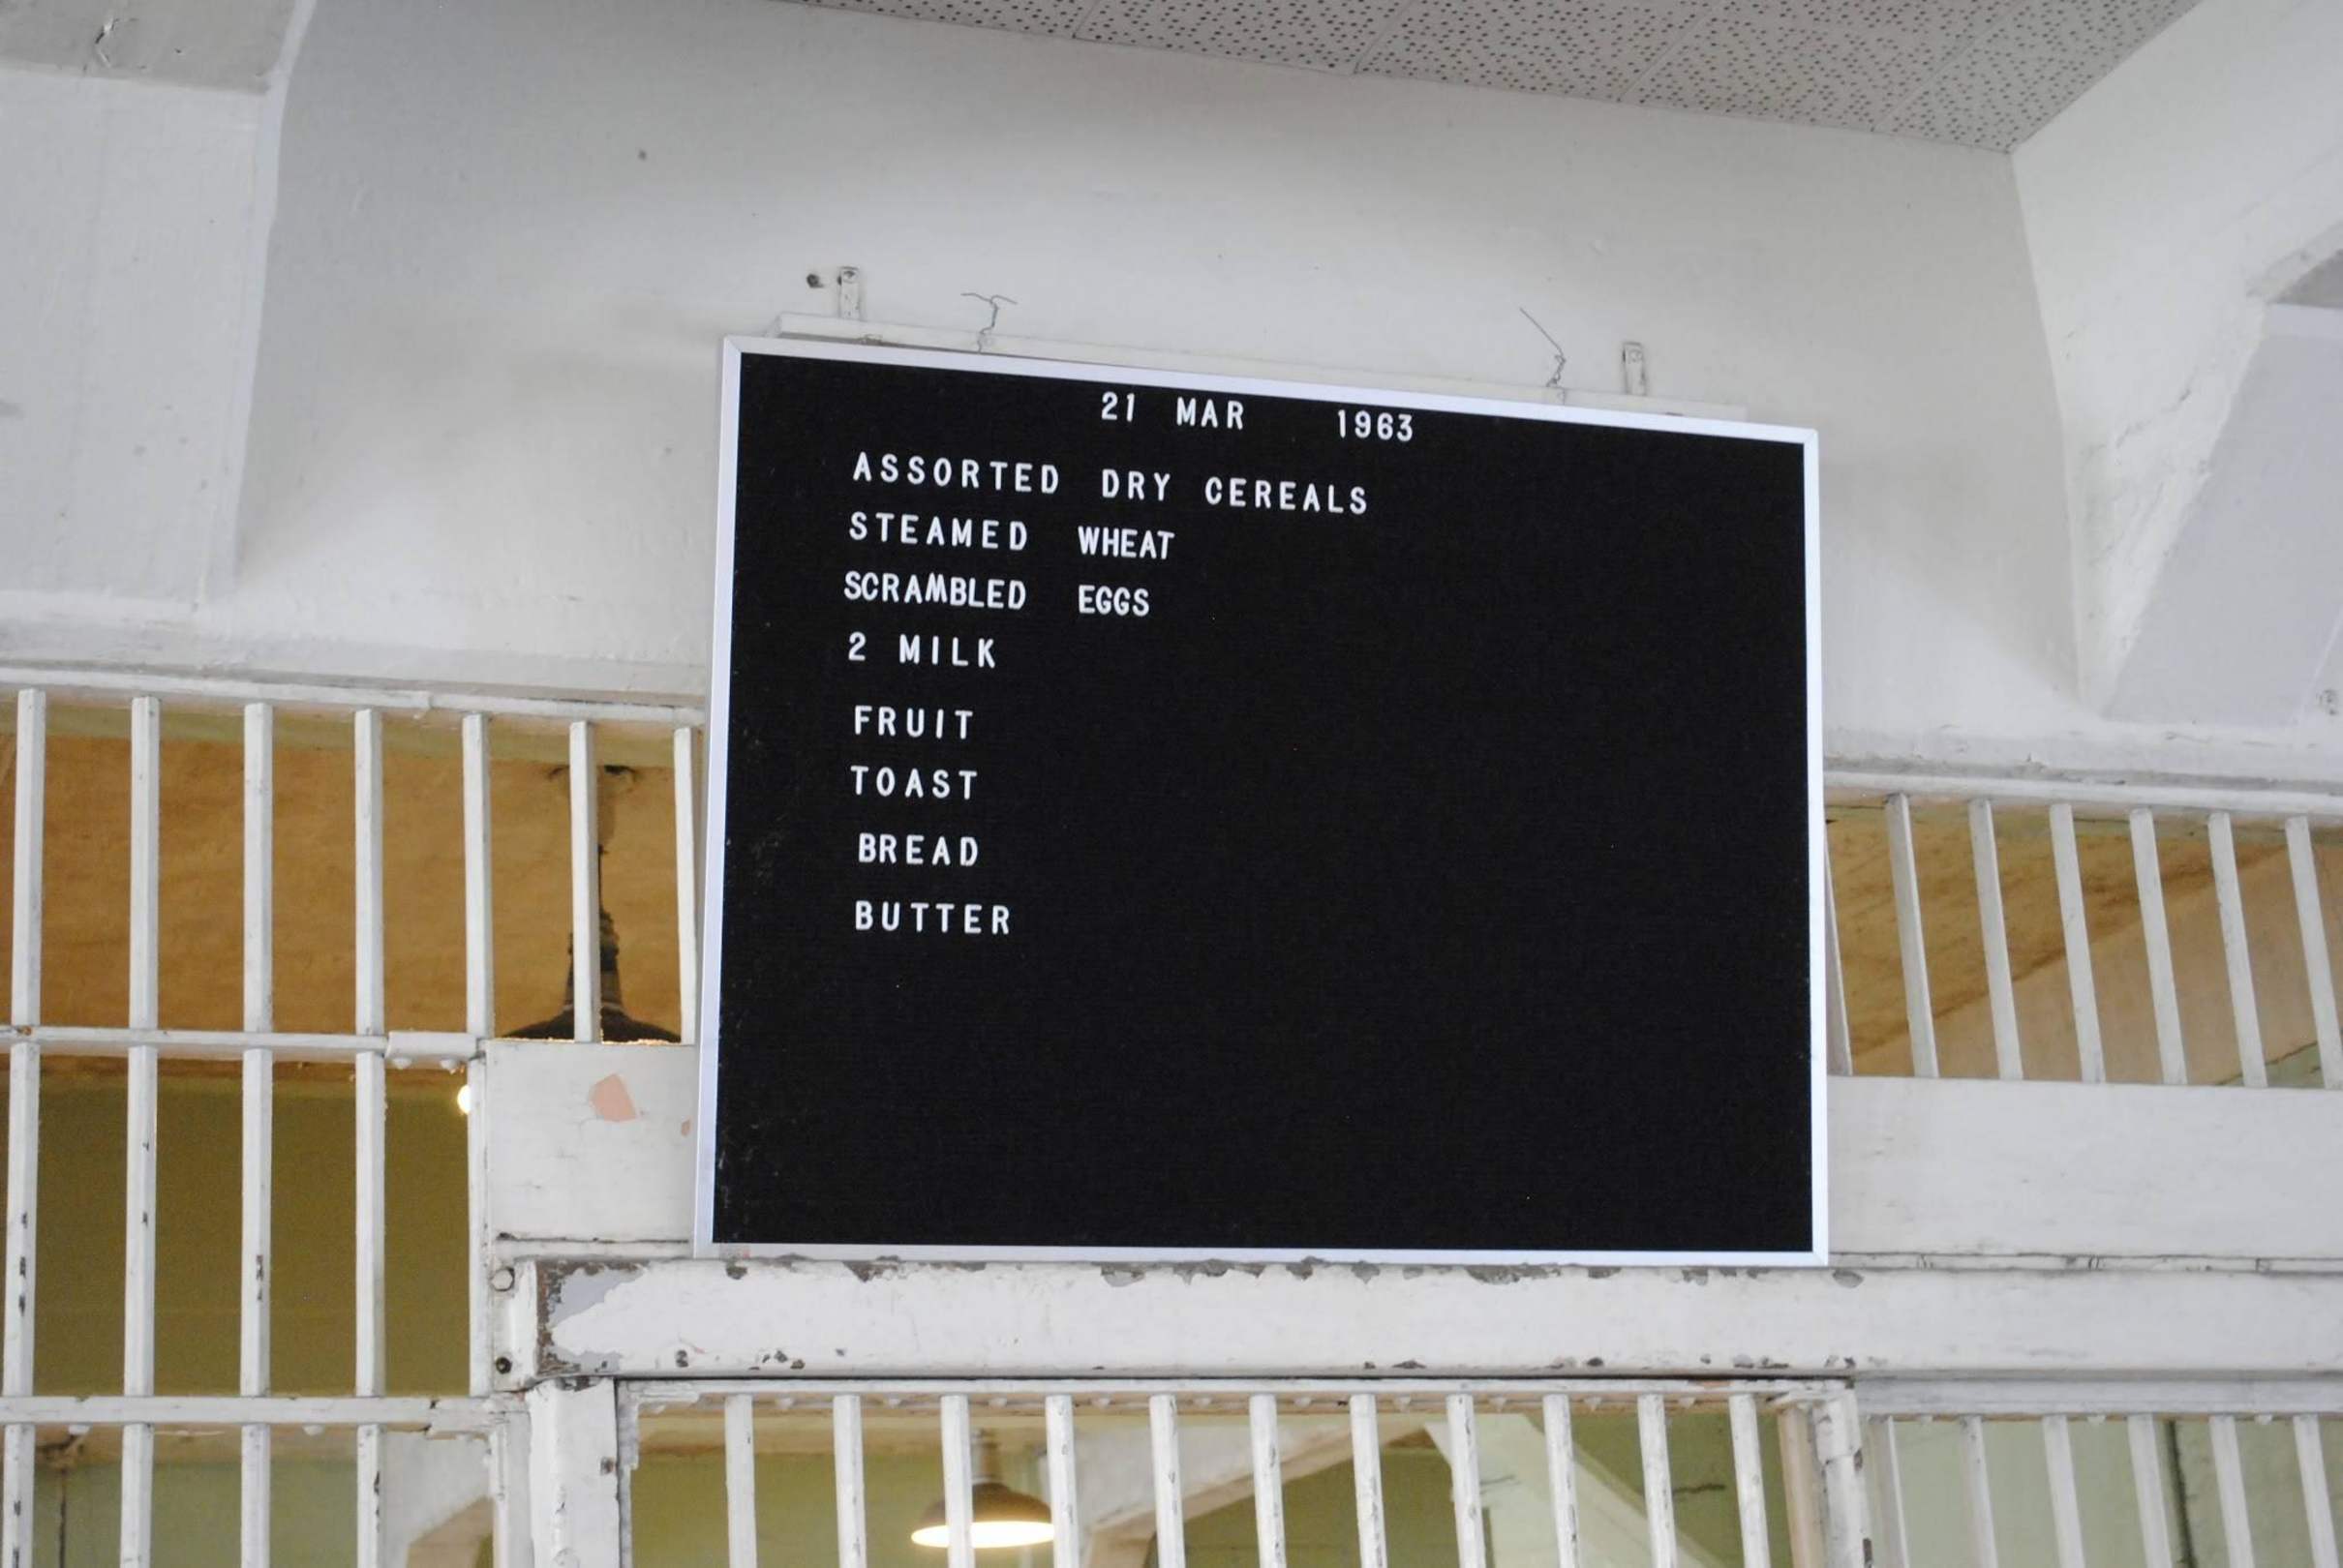 21 MAR 1963
ASSORTED DRY CEREALS
STEAMED WHEAT
SCRAMBLED EGGS
2 MILK
FRUIT
TOAST
BREAD
BUTTER